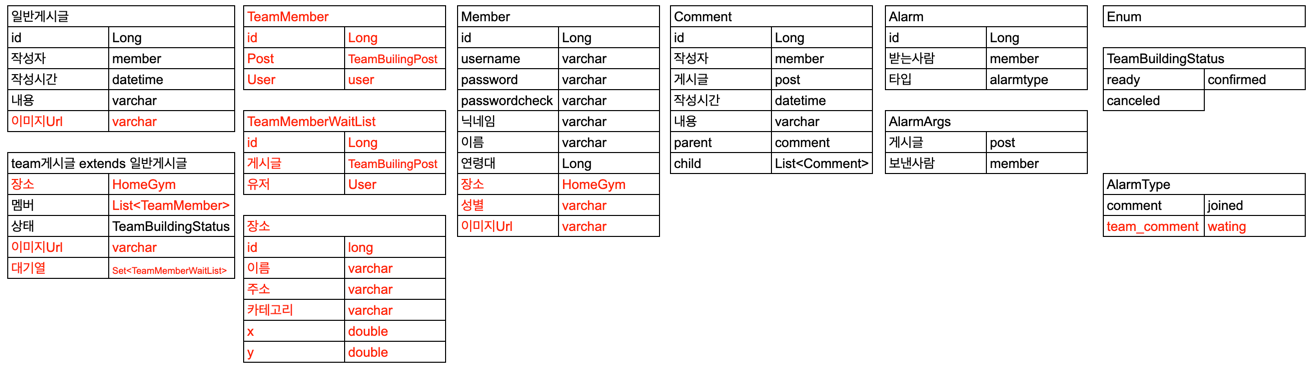 일반게시글
id Long
작성자 member
작성시간 datetime
내용 varchar
이미지Url varchar
team게시글 extends 일반게시글
장소 HomeGym
멤버 List<TeamMember>
상태 TeamBuildingStatus
이미지Url varchar
대기열 Set<TeamMemberWaitList>
TeamMember
id Long
Post TeamBuilingPost
User user
TeamMemberWaitList
id Long
게시글 TeamBuilingPost
유저 User
장소
id long
이름 varchar
주소 varchar
카테고리 varchar
x double
y double
Member
id Long
username varchar
password varchar
passwordcheck varchar
닉네임 varchar
이름 varchar
연령대 Long
장소 HomeGym
성별 varchar
이미지Url varchar
Comment
id Long
작성자 member
게시글 post
작성시간 datetime
내용 varchar
parent comment
child List<Comment>
Alarm
id Long
받는사람 member
타입 alarmtype
AlarmArgs
게시글 post
보낸사람 member
Enum
TeamBuildingStatus
ready confirmed
canceled
AlarmType
comment joined
team_comment wating